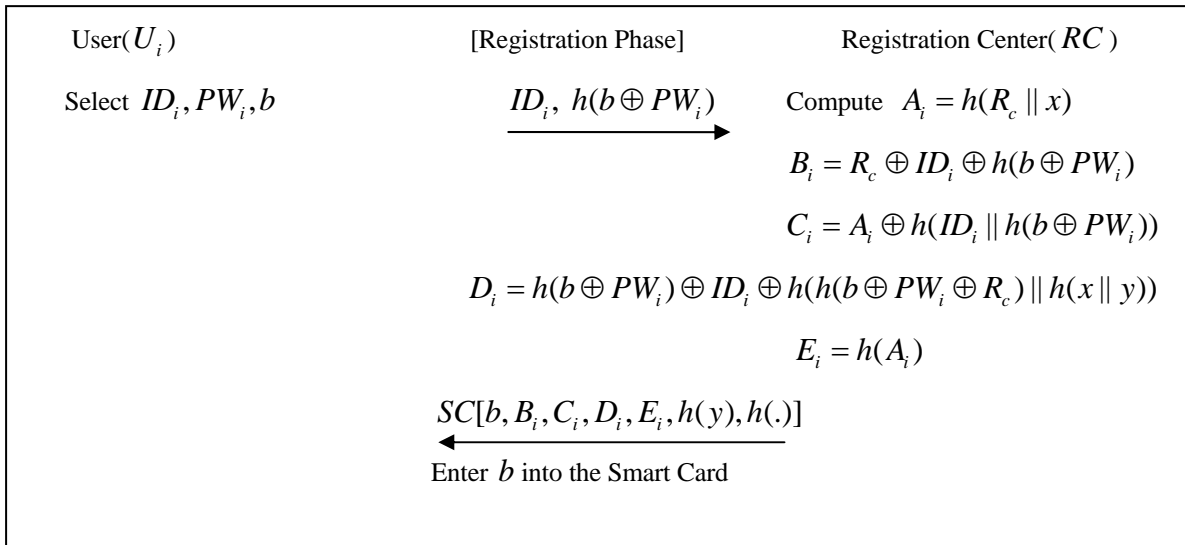 User(U_i) [Registration Phase] Registration Center(RC)
Select ID_i, PW_i, b ID_i, h(b ⊕ PW_i) Compute A_i = h(R_c || x)
B_i = R_c ⊕ ID_i ⊕ h(b ⊕ PW_i)
C_i = A_i ⊕ h(ID_i || h(b ⊕ PW_i))
D_i = h(b ⊕ PW_i) ⊕ ID_i ⊕ h(h(b ⊕ PW_i ⊕ R_c) || h(x || y))
E_i = h(A_i)
SC[b, B_i, C_i, D_i, E_i, h(y), h(.)]
Enter b into the Smart Card